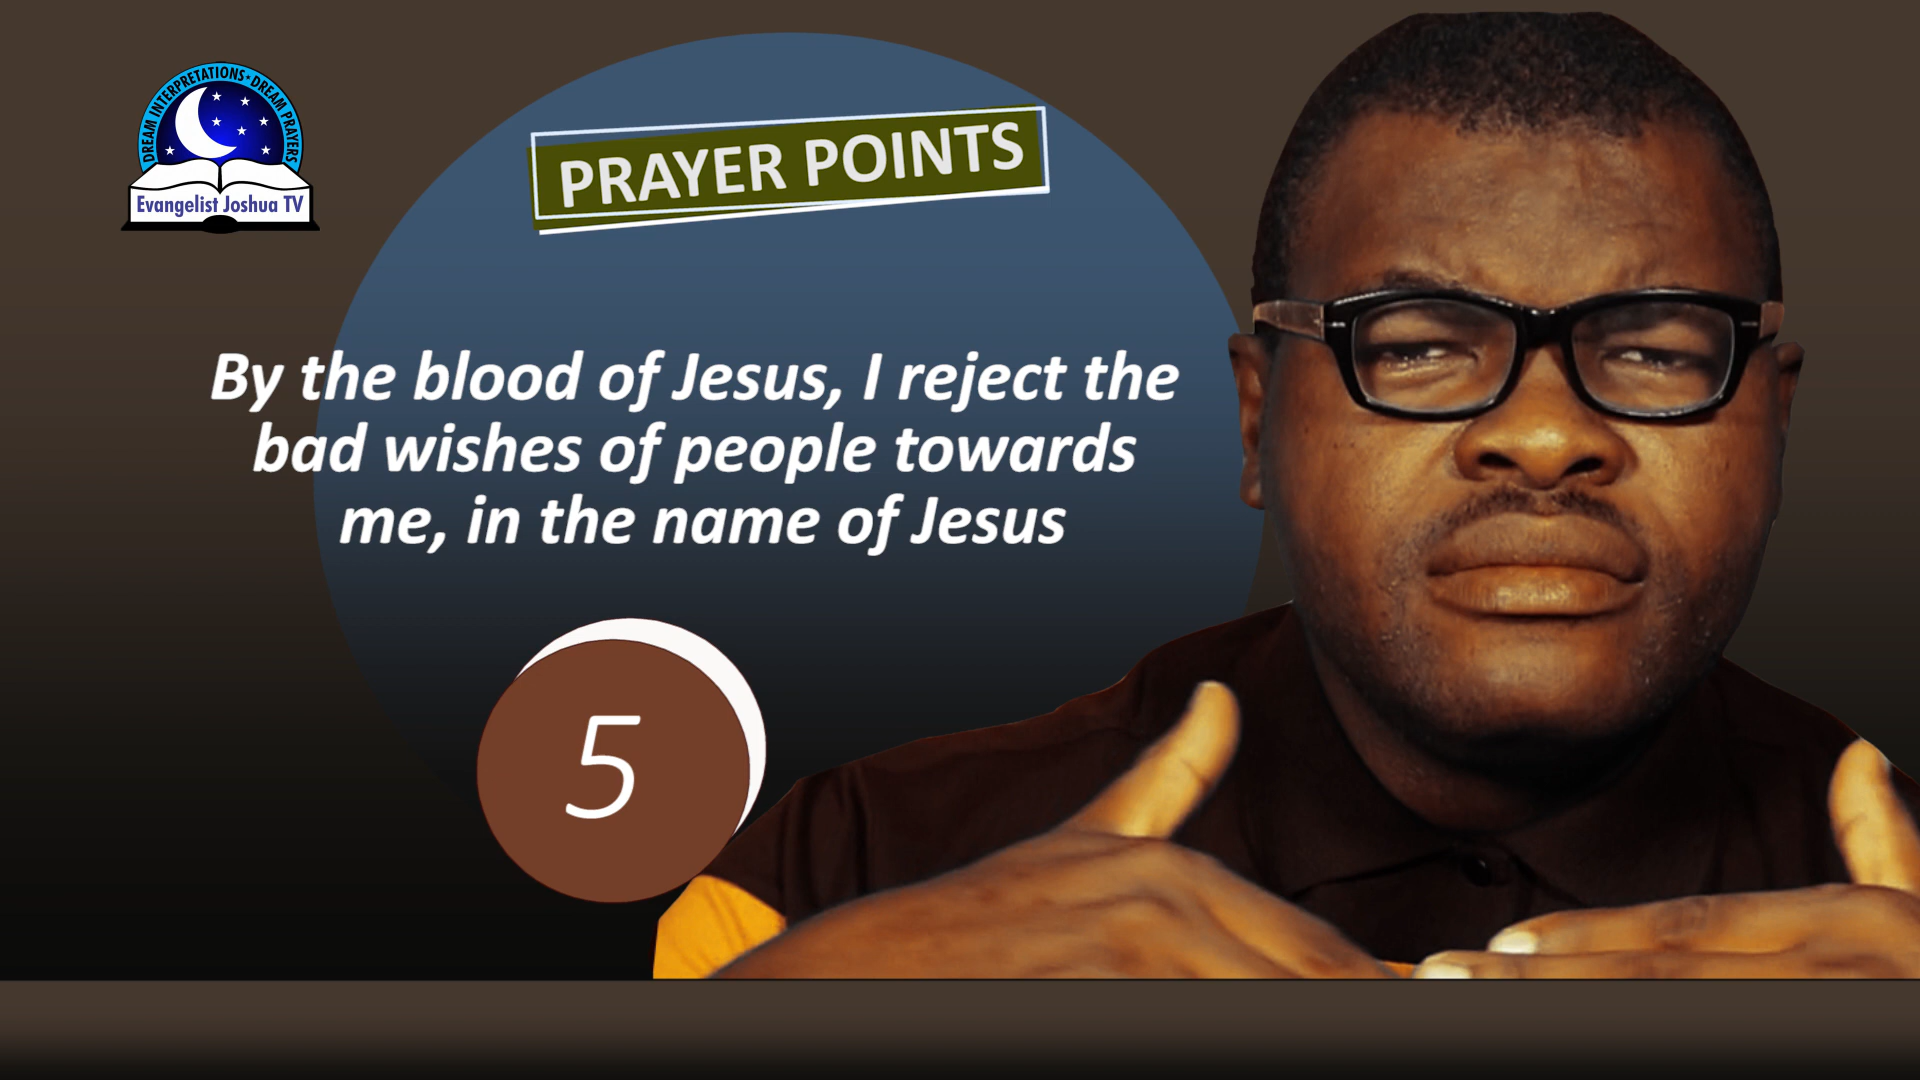 DREAM INTERPRETATIONS · DREAM PRAYERS
Evangelist Joshua TV
PRAYER POINTS
By the blood of Jesus, I reject the
bad wishes of people towards
me, in the name of Jesus
5